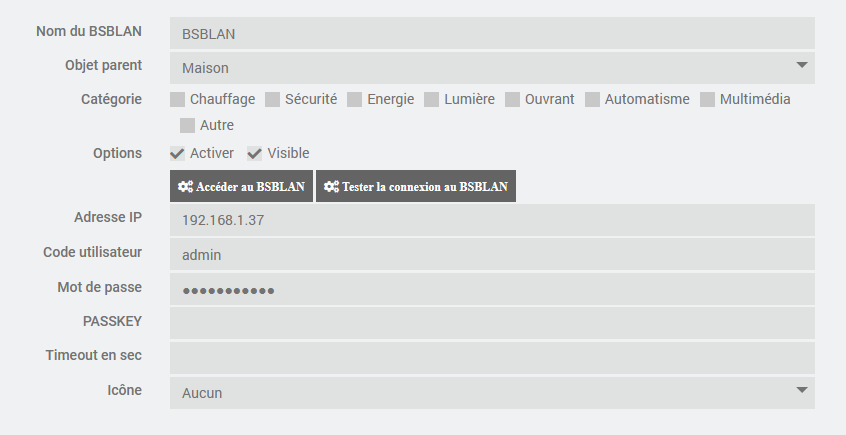 Nom du BSBLAN BSBLAN
Objet parent Maison
Catégorie Chauffage Sécurité Energie Lumière Ouvrant Automatisme Multimédia
Autre
Options Activer Visible
Accéder au BSBLAN Tester la connexion au BSBLAN
Adresse IP 192.168.1.37
Code utilisateur admin
Mot de passe •••••••••••
PASSKEY
Timeout en sec
Icône Aucun